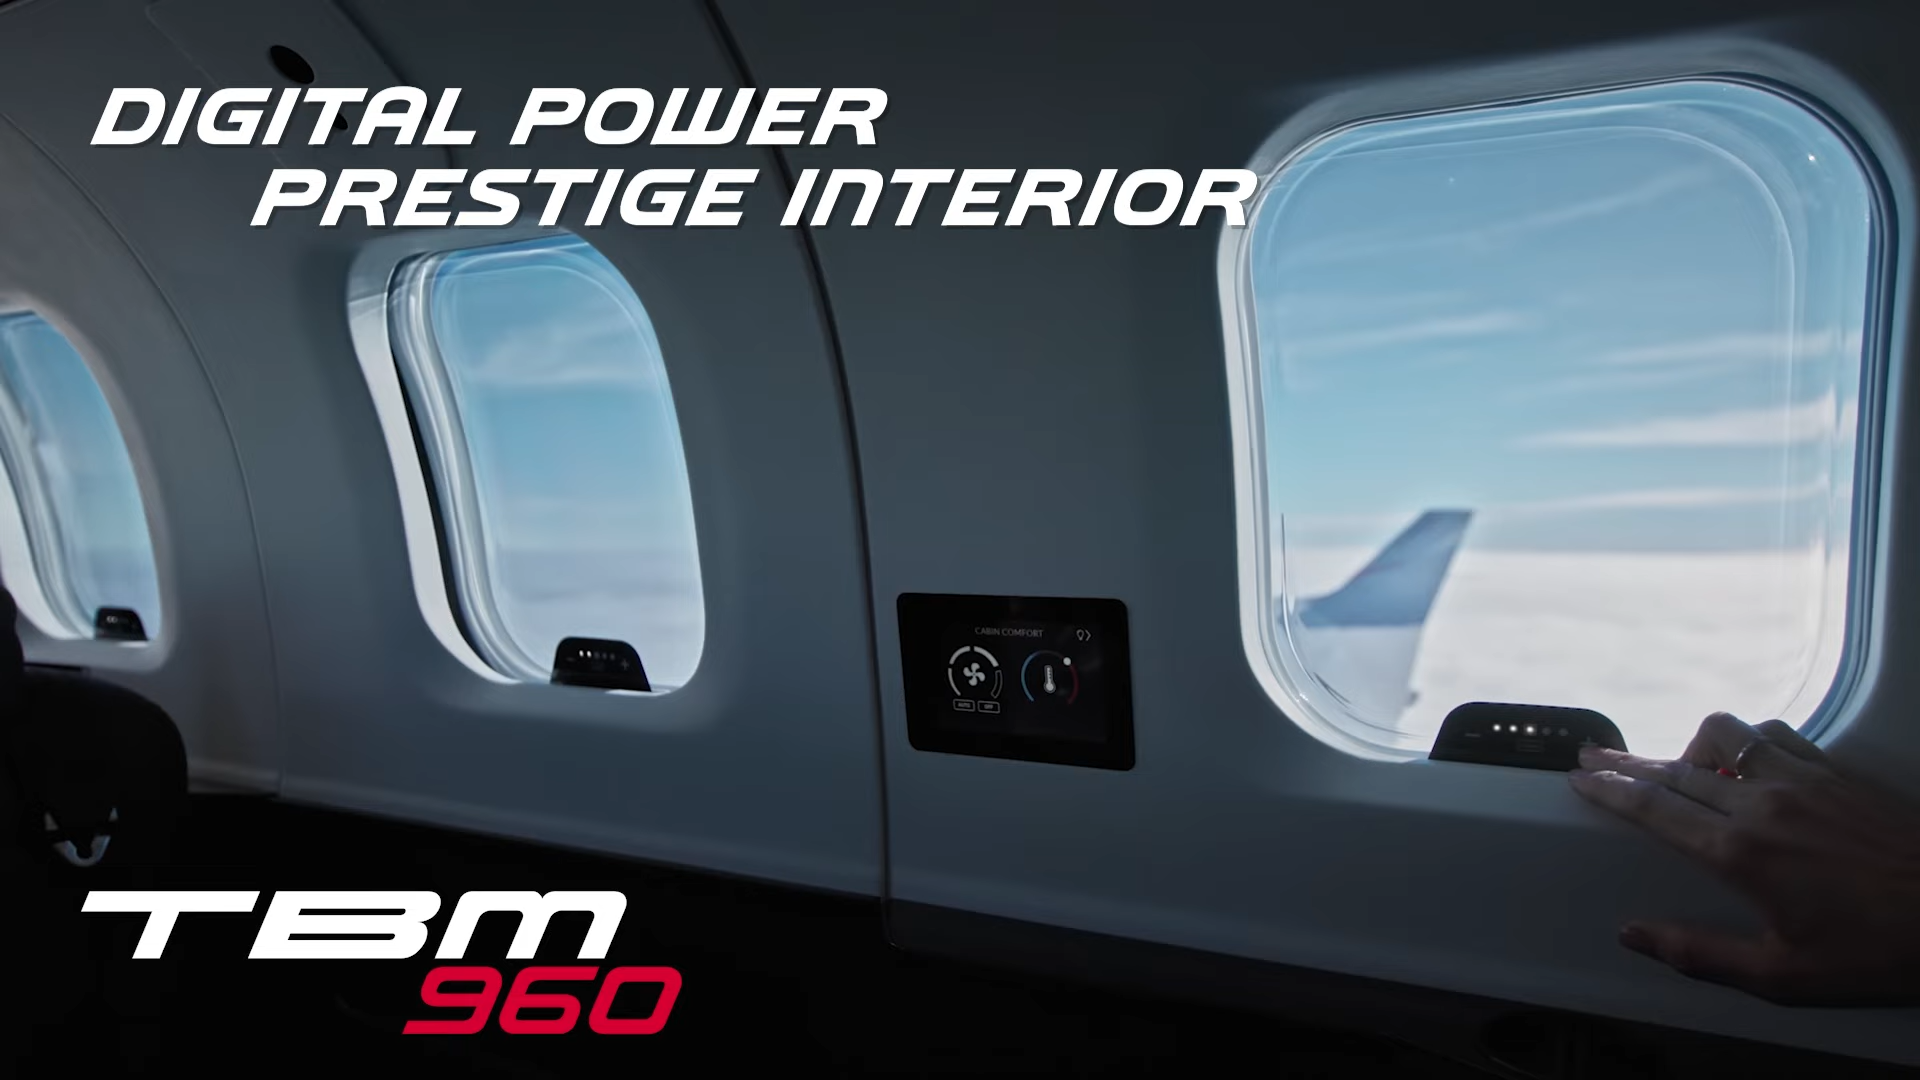 DIGITAL POWER
PRESTIGE INTERIOR
CABIN COMFORT
AUTO OFF
TBM
960